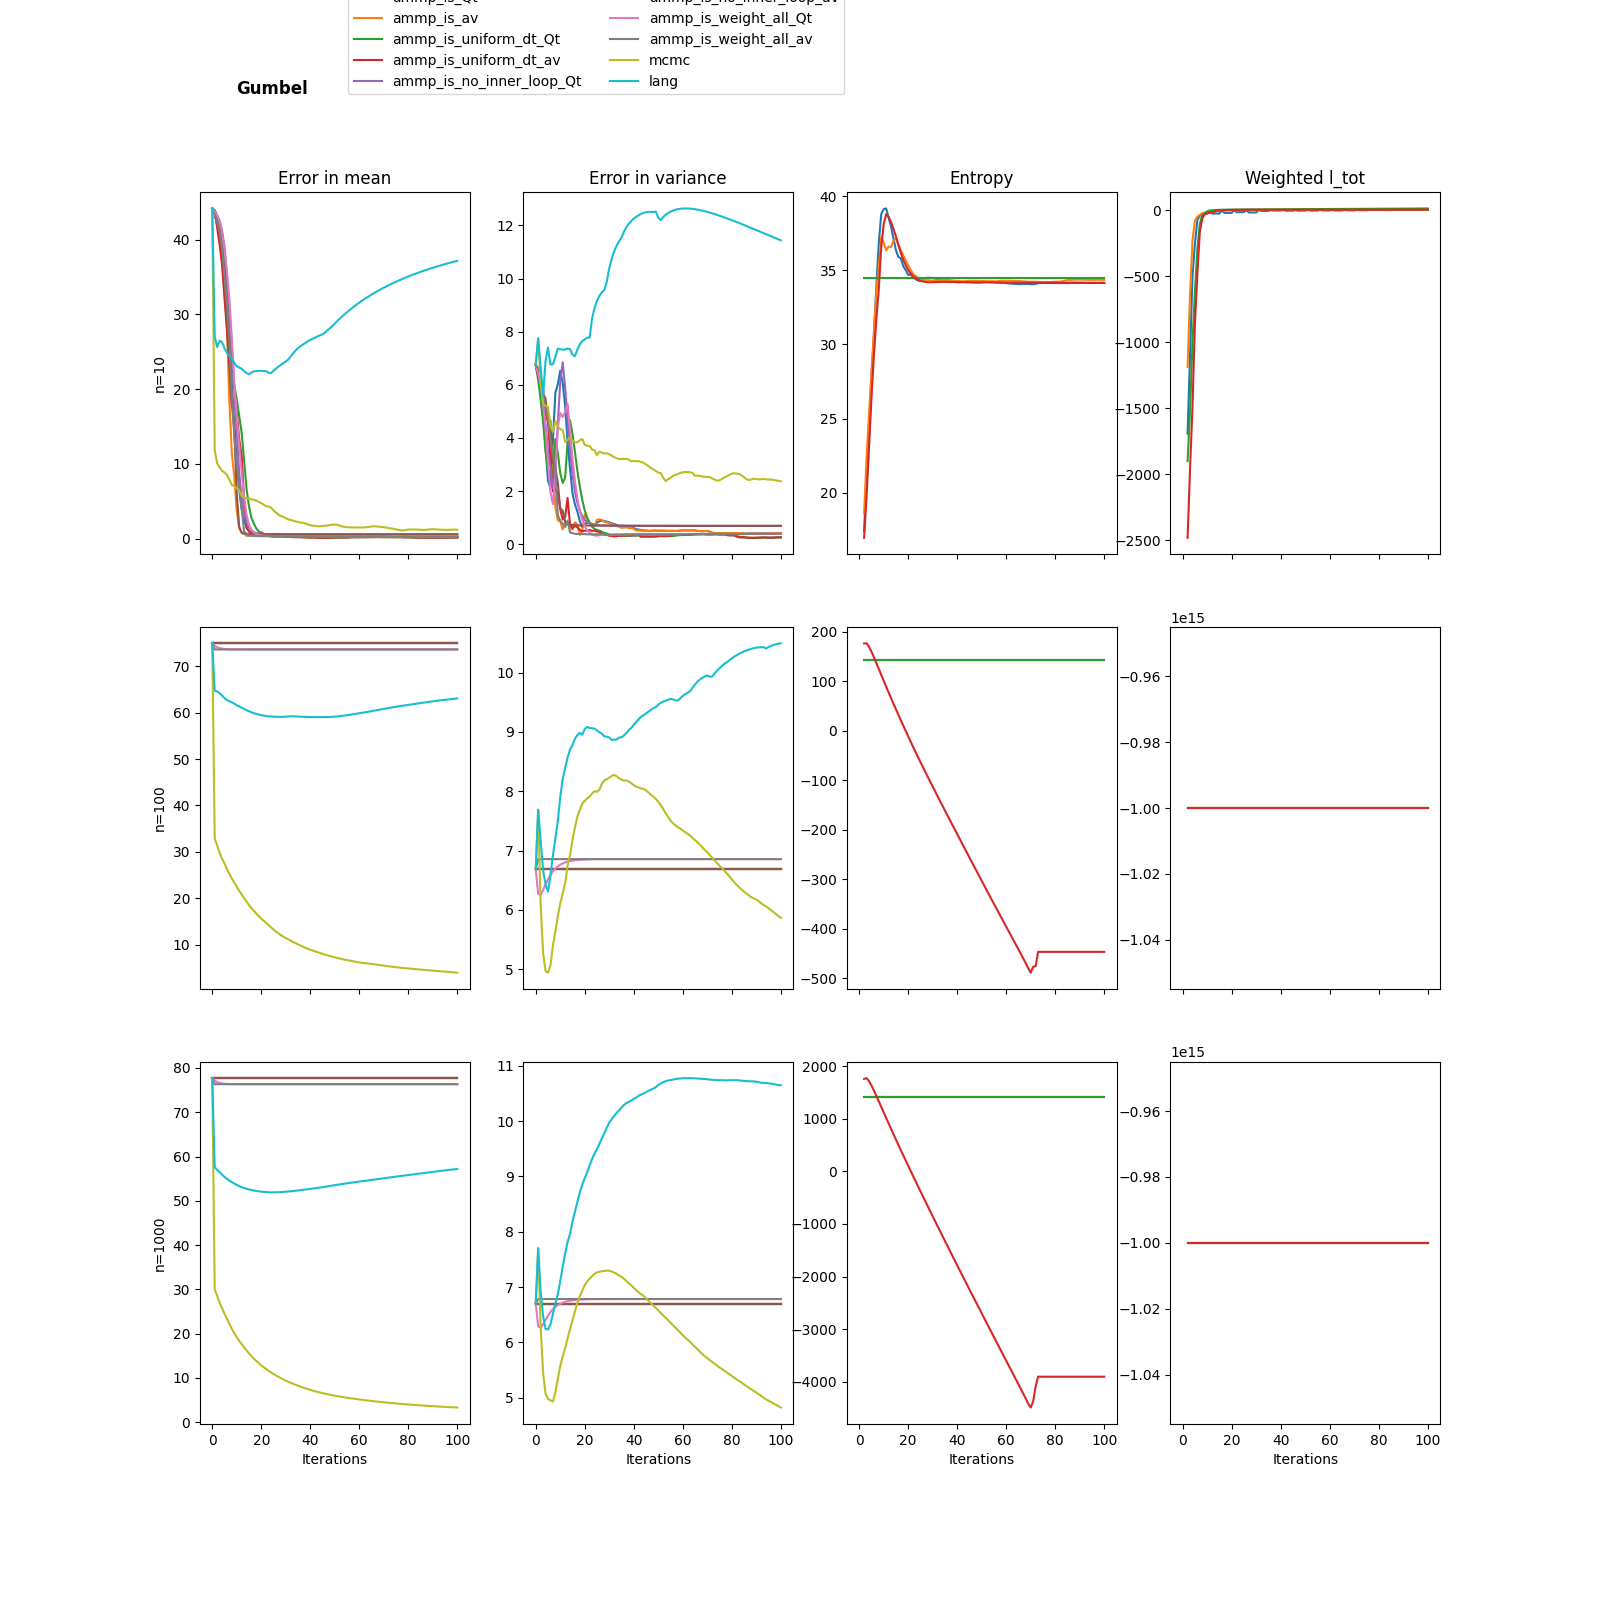 ammp_is_Qt
ammp_is_av
ammp_is_uniform_dt_Qt
ammp_is_uniform_dt_av
ammp_is_no_inner_loop_Qt
ammp_is_no_inner_loop_av
ammp_is_weight_all_Qt
ammp_is_weight_all_av
mcmc
lang
Gumbel
Error in mean
Error in variance
Entropy
Weighted l_tot
40
30
20
10
0
n=10
12
10
8
6
4
2
0
40
35
30
25
20
0
−500
−1000
−1500
−2000
−2500
70
60
50
40
30
20
10
n=100
10
9
8
7
6
5
200
100
0
−100
−200
−300
−400
−500
1e15
−0.96
−0.98
−1.00
−1.02
−1.04
80
70
60
50
40
30
20
10
0
n=1000
0 20 40 60 80 100
Iterations
11
10
9
8
7
6
5
0 20 40 60 80 100
Iterations
2000
1000
0
−1000
−2000
−3000
−4000
0 20 40 60 80 100
Iterations
1e15
−0.96
−0.98
−1.00
−1.02
−1.04
0 20 40 60 80 100
Iterations